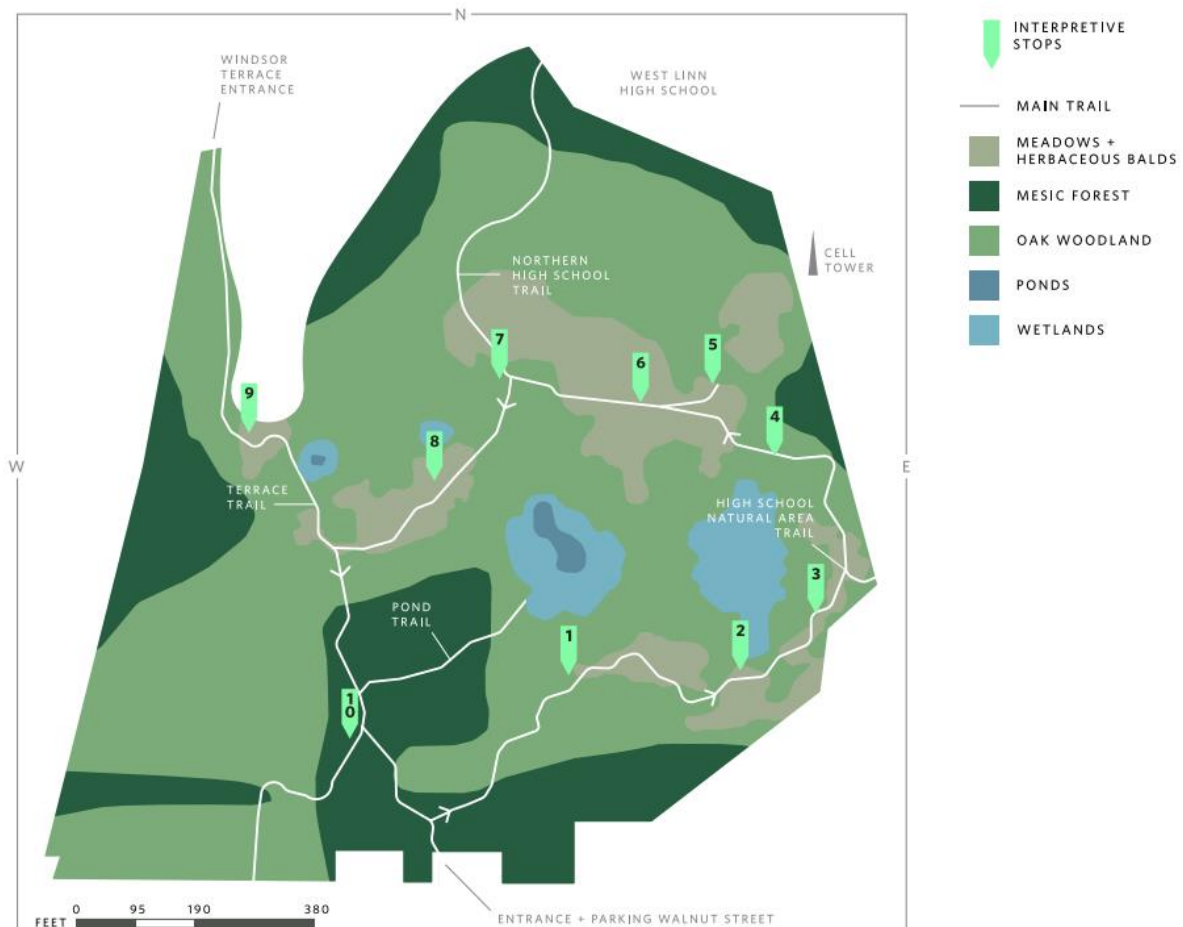 N
WINDSOR
TERRACE
ENTRANCE
WEST LINN
HIGH SCHOOL
CELL
TOWER
NORTHERN
HIGH SCHOOL
TRAIL
7
6
5
9
4
8
W
E
TERRACE
TRAIL
HIGH SCHOOL
NATURAL AREA
TRAIL
3
POND
TRAIL
1
2
1
0
FEET 0 95 190 380
ENTRANCE + PARKING WALNUT STREET
INTERPRETIVE
STOPS
MAIN TRAIL
MEADOWS +
HERBACEOUS BALDS
MESIC FOREST
OAK WOODLAND
PONDS
WETLANDS